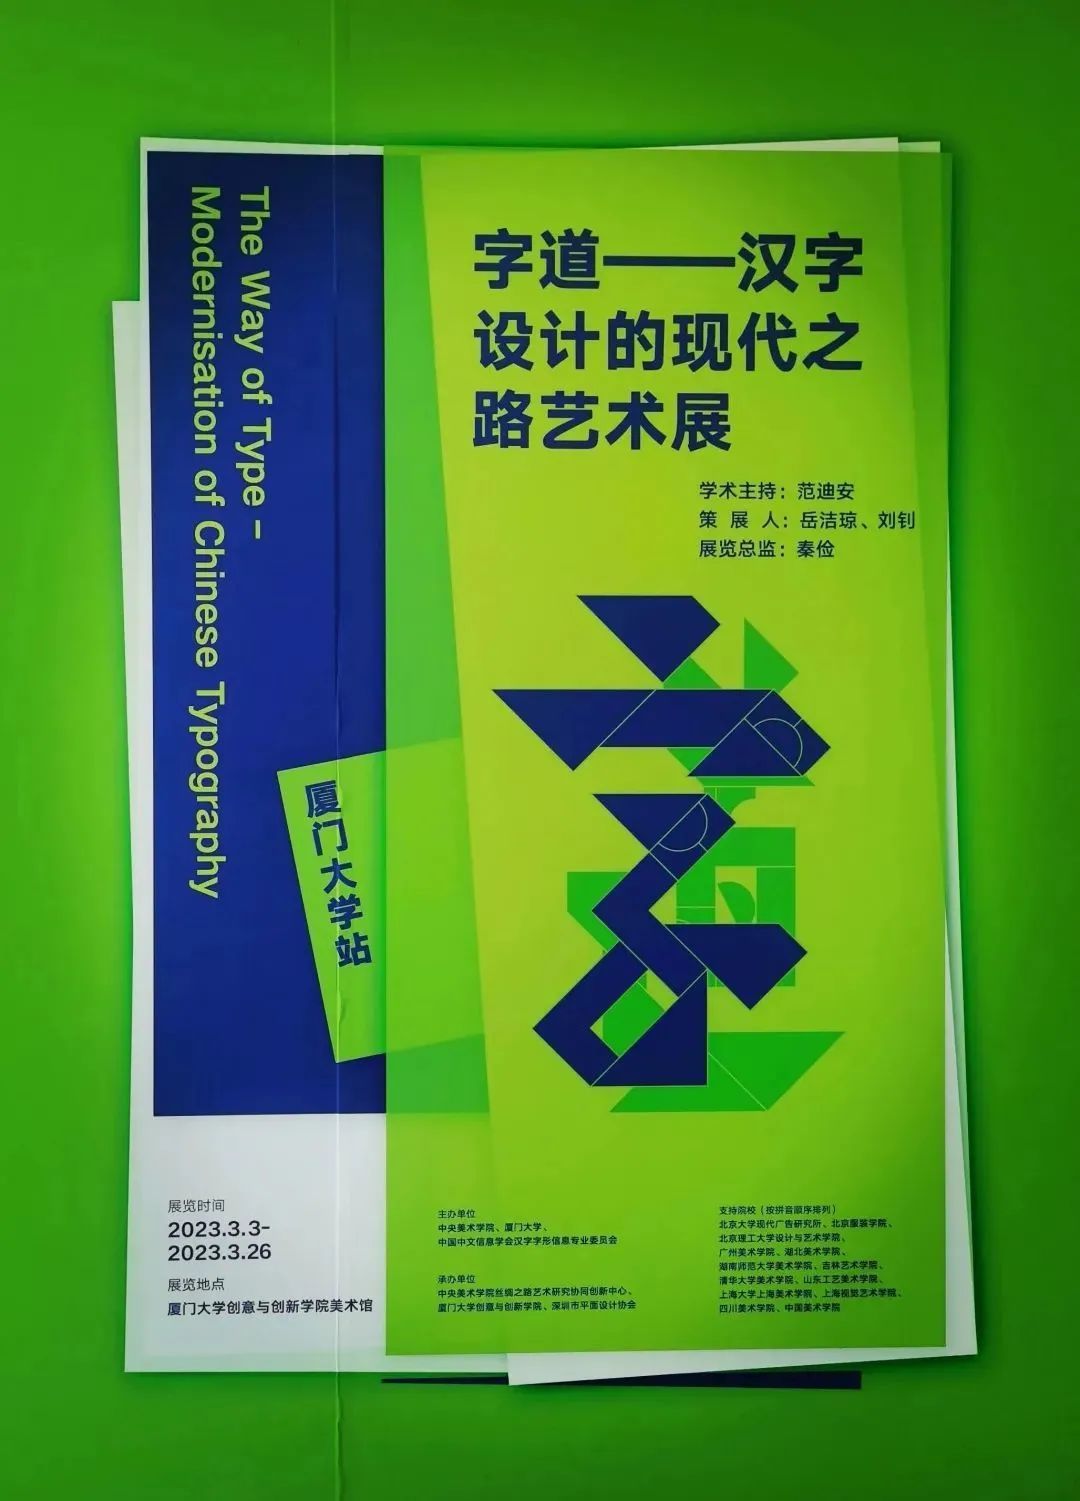 The Way of Type –
Modernisation of Chinese Typography
字道——汉字
设计的现代之
路艺术展
学术主持：范迪安
策 展 人：岳洁琼、刘钊
展览总监：秦俭
厦门大学站
展览时间
2023.3.3-
2023.3.26
展览地点
厦门大学创意与创新学院美术馆
主办单位
中央美术学院、厦门大学、
中国中文信息学会汉字字形信息专业委员会
承办单位
中央美术学院丝绸之路艺术研究协同创新中心、
厦门大学创意与创新学院、深圳市平面设计协会
支持院校（按拼音顺序排列）
北京大学现代广告研究所、北京服装学院、
北京理工大学设计与艺术学院、
广州美术学院、湖北美术学院、
湖南师范大学美术学院、吉林艺术学院、
清华大学美术学院、山东工艺美术学院、
上海大学上海美术学院、上海视觉艺术学院、
四川美术学院、中国美术学院